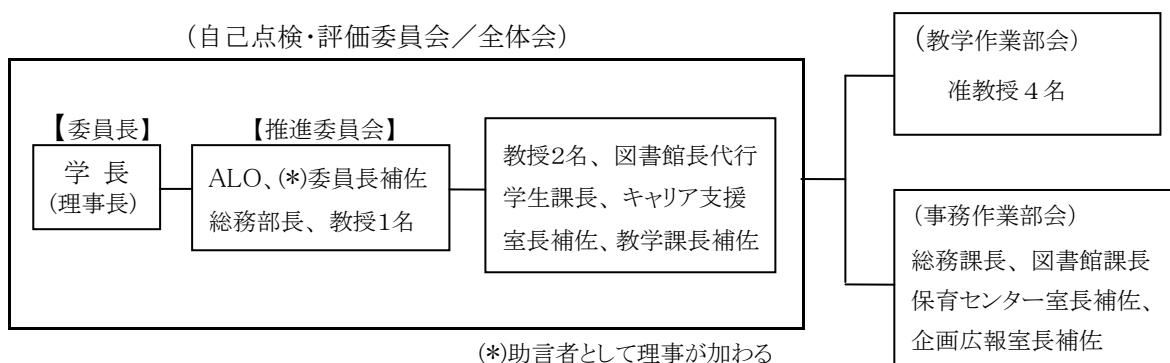 (自己点検・評価委員会／全体会)
【委員長】
学 長
(理事長)
【推進委員会】
ALO、(*)委員長補佐
総務部長、教授1名
教授2名、図書館長代行
学生課長、キャリア支援
室長補佐、教学課長補佐
(*)助言者として理事が加わる
(教学作業部会)
准教授４名
(事務作業部会)
総務課長、図書館課長
保育センター室長補佐、
企画広報室長補佐